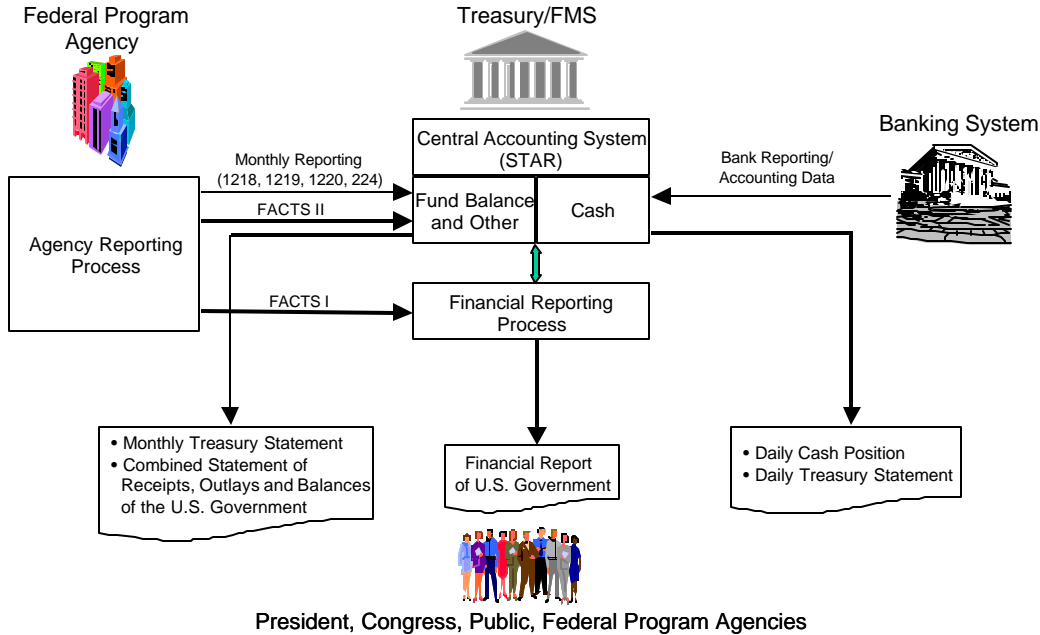 Federal Program
Agency
Treasury/FMS
Banking System
Central Accounting System
(STAR)
Monthly Reporting
(1218, 1219, 1220, 224)
Bank Reporting/
Accounting Data
Fund Balance
and Other
Cash
FACTS II
Agency Reporting
Process
FACTS I
Financial Reporting
Process
• Monthly Treasury Statement
• Combined Statement of
Receipts, Outlays and Balances
of the U.S. Government
Financial Report
of U.S. Government
• Daily Cash Position
• Daily Treasury Statement
President, Congress, Public, Federal Program Agencies